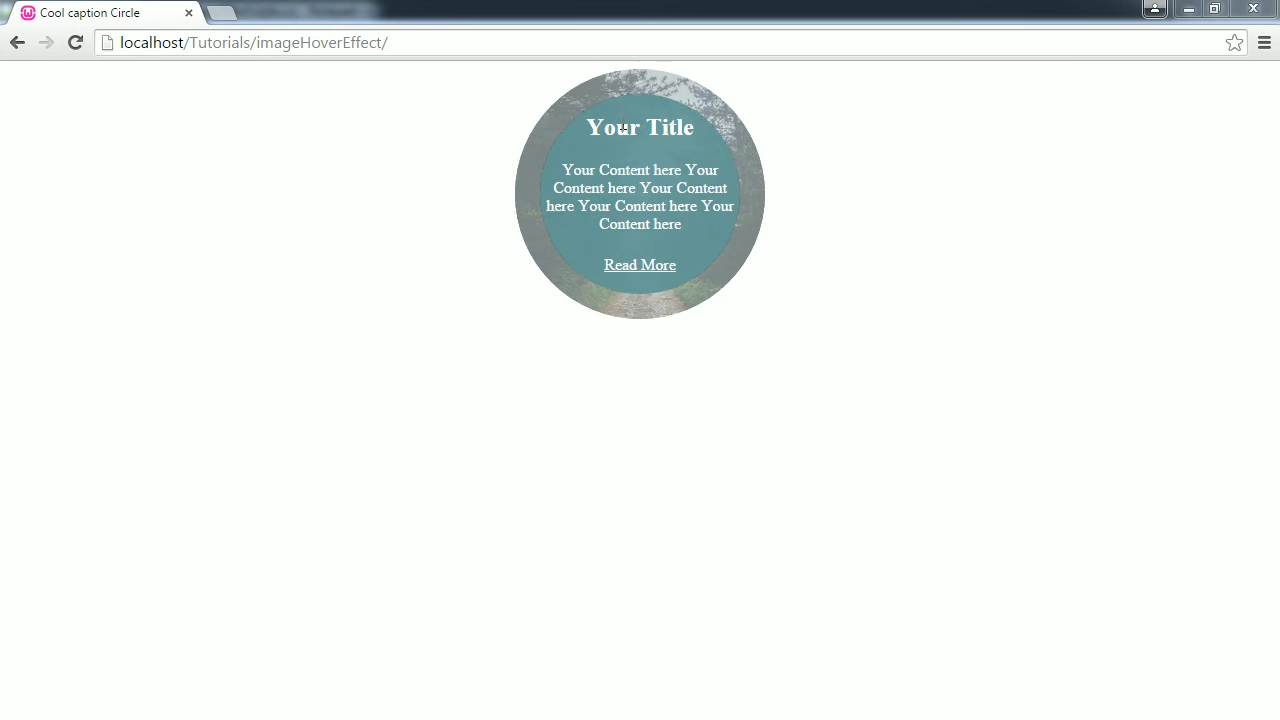 Cool caption Circle
localhost/Tutorials/imageHoverEffect/
Your Title
Your Content here Your
Content here Your Content
here Your Content here Your
Content here
Read More